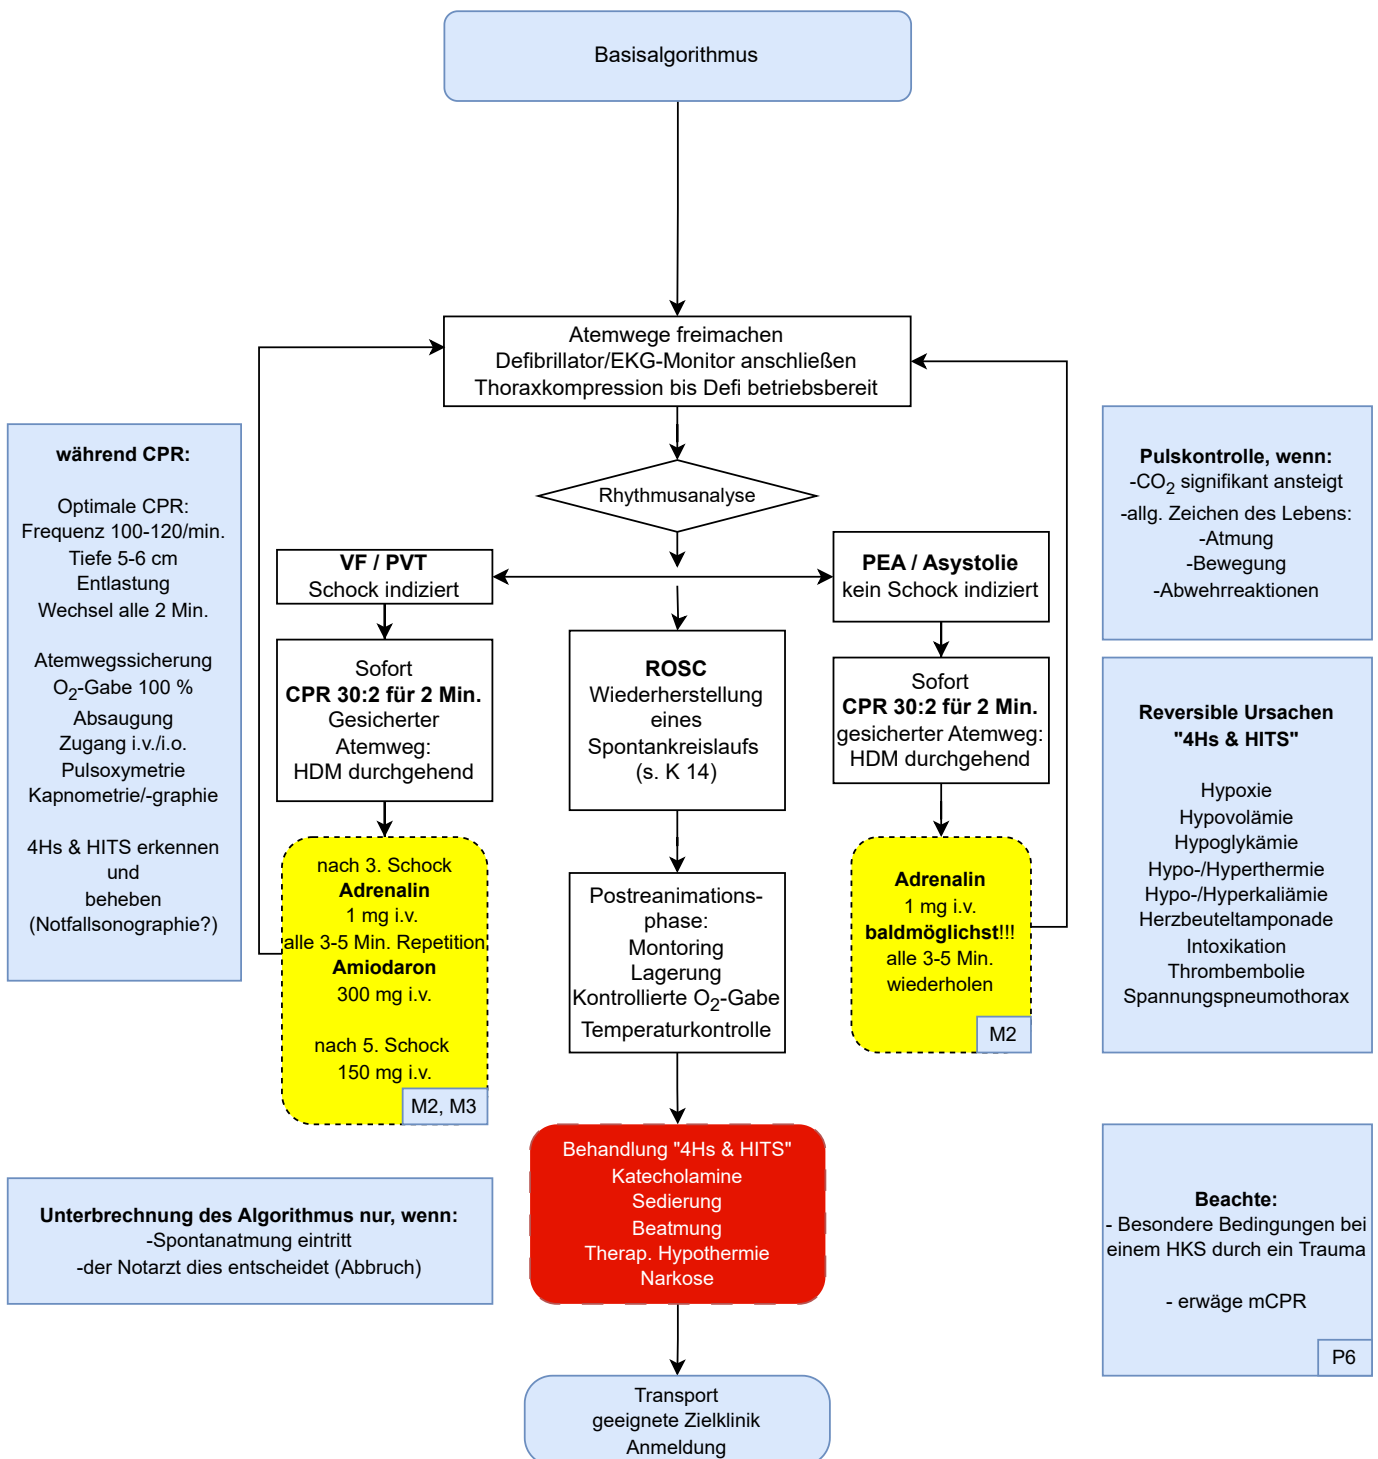 Basisalgorithmus
Atemwege freimachen
Defibrillator/EKG-Monitor anschließen
Thoraxkompression bis Defi betriebsbereit
während CPR:
Optimale CPR:
Frequenz 100-120/min.
Tiefe 5-6 cm
Entlastung
Wechsel alle 2 Min.
Atemwegssicherung
O2-Gabe 100 %
Absaugung
Zugang i.v./i.o.
Pulsoxymetrie
Kapnometrie/-graphie
4Hs & HITS erkennen
und
beheben
(Notfallsonographie?)
Rhythmusanalyse
VF / PVT
Schock indiziert
PEA / Asystolie
kein Schock indiziert
Sofort
CPR 30:2 für 2 Min.
Gesicherter
Atemweg:
HDM durchgehend
ROSC
Wiederherstellung
eines
Spontankreislaufs
(s. K 14)
Sofort
CPR 30:2 für 2 Min.
gesicherter Atemweg:
HDM durchgehend
nach 3. Schock
Adrenalin
1 mg i.v.
alle 3-5 Min. Repetition
Amiodaron
300 mg i.v.
nach 5. Schock
150 mg i.v.
M2, M3
Postreanimations-
phase:
Montoring
Lagerung
Kontrollierte O2-Gabe
Temperaturkontrolle
Adrenalin
1 mg i.v.
baldmöglichst!!!
alle 3-5 Min.
wiederholen
M2
Pulskontrolle, wenn:
-CO2 signifikant ansteigt
-allg. Zeichen des Lebens:
-Atmung
-Bewegung
-Abwehrreaktionen
Reversible Ursachen
"4Hs & HITS"
Hypoxie
Hypovolämie
Hypoglykämie
Hypo-/Hyperthermie
Hypo-/Hyperkaliämie
Herzbeuteltamponade
Intoxikation
Thrombembolie
Spannungspneumothorax
Unterbrechnung des Algorithmus nur, wenn:
-Spontanatmung eintritt
-der Notarzt dies entscheidet (Abbruch)
Behandlung "4Hs & HITS"
Katecholamine
Sedierung
Beatmung
Therap. Hypothermie
Narkose
Beachte:
- Besondere Bedingungen bei
einem HKS durch ein Trauma
- erwäge mCPR
P6
Transport
geeignete Zielklinik
Anmeldung